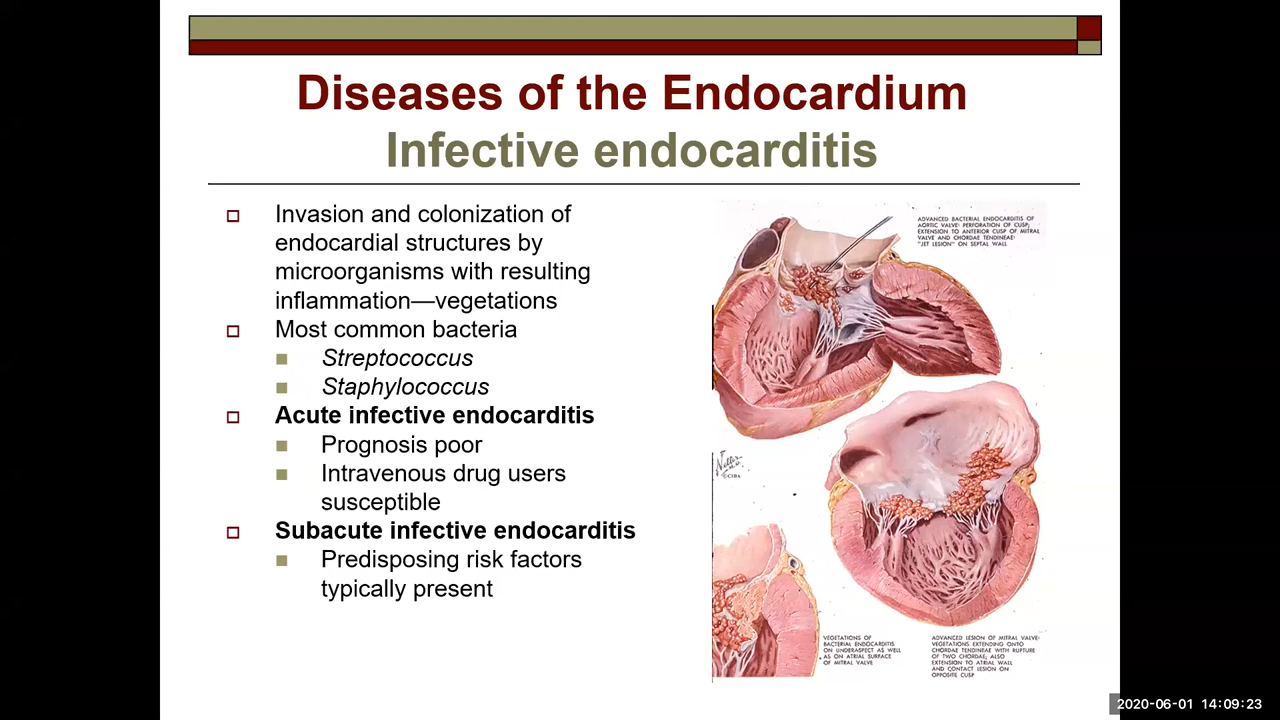 Diseases of the Endocardium
Infective endocarditis
Invasion and colonization of
endocardial structures by
microorganisms with resulting
inflammation—vegetations
Most common bacteria
Streptococcus
Staphylococcus
Acute infective endocarditis
Prognosis poor
Intravenous drug users
susceptible
Subacute infective endocarditis
Predisposing risk factors
typically present
ADVANCED BACTERIAL ENDOCARDITIS OF
AORTIC VALVE: PERFORATION OF CUSP;
EXTENSION TO ANTERIOR CUSP OF MITRAL
VALVE AND CHORDAE TENDINEAE:
"JET LESION" ON SEPTAL WALL
Netter
©CIBA
VEGETATIONS OF
BACTERIAL ENDOCARDITIS
ON UNDERASPECT AS WELL
AS ON ATRIAL SURFACE
OF MITRAL VALVE
ADVANCED LESION OF MITRAL VALVE:
VEGETATIONS EXTENDING ONTO
CHORDAE TENDINEAE WITH RUPTURE
OF TWO CHORDAE; ALSO
EXTENSION TO ATRIAL WALL
AND CONTACT LESION ON
OPPOSITE CUSP
2020-06-01 14:09:23